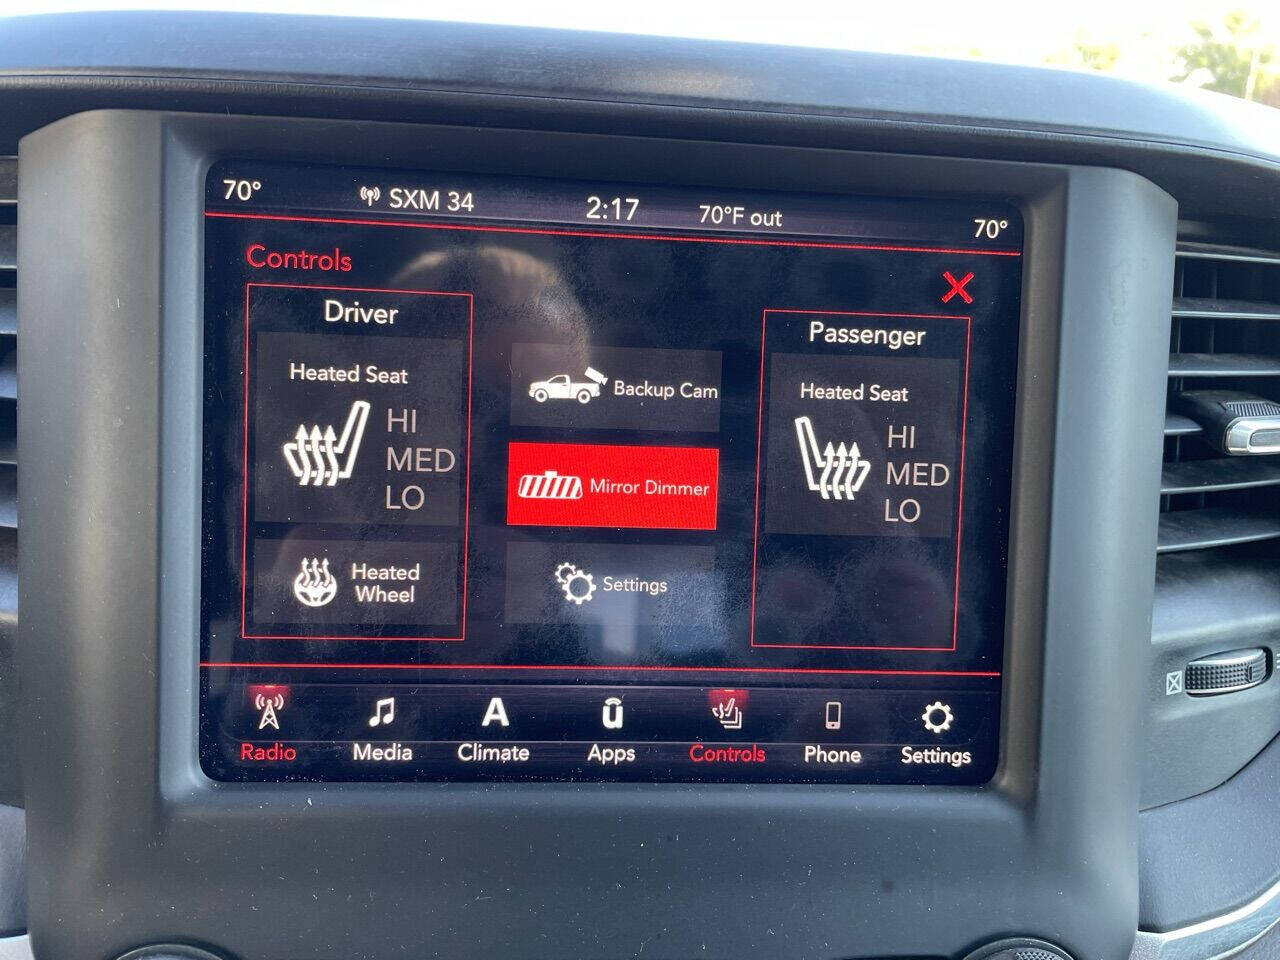 70° SXM 34 2:17 70°F out 70°
Controls
Driver
Heated Seat
HI
MED
LO
Heated
Wheel
Backup Cam
Mirror Dimmer
Settings
Passenger
Heated Seat
HI
MED
LO
Radio Media A Climate û Apps Controls Phone Settings